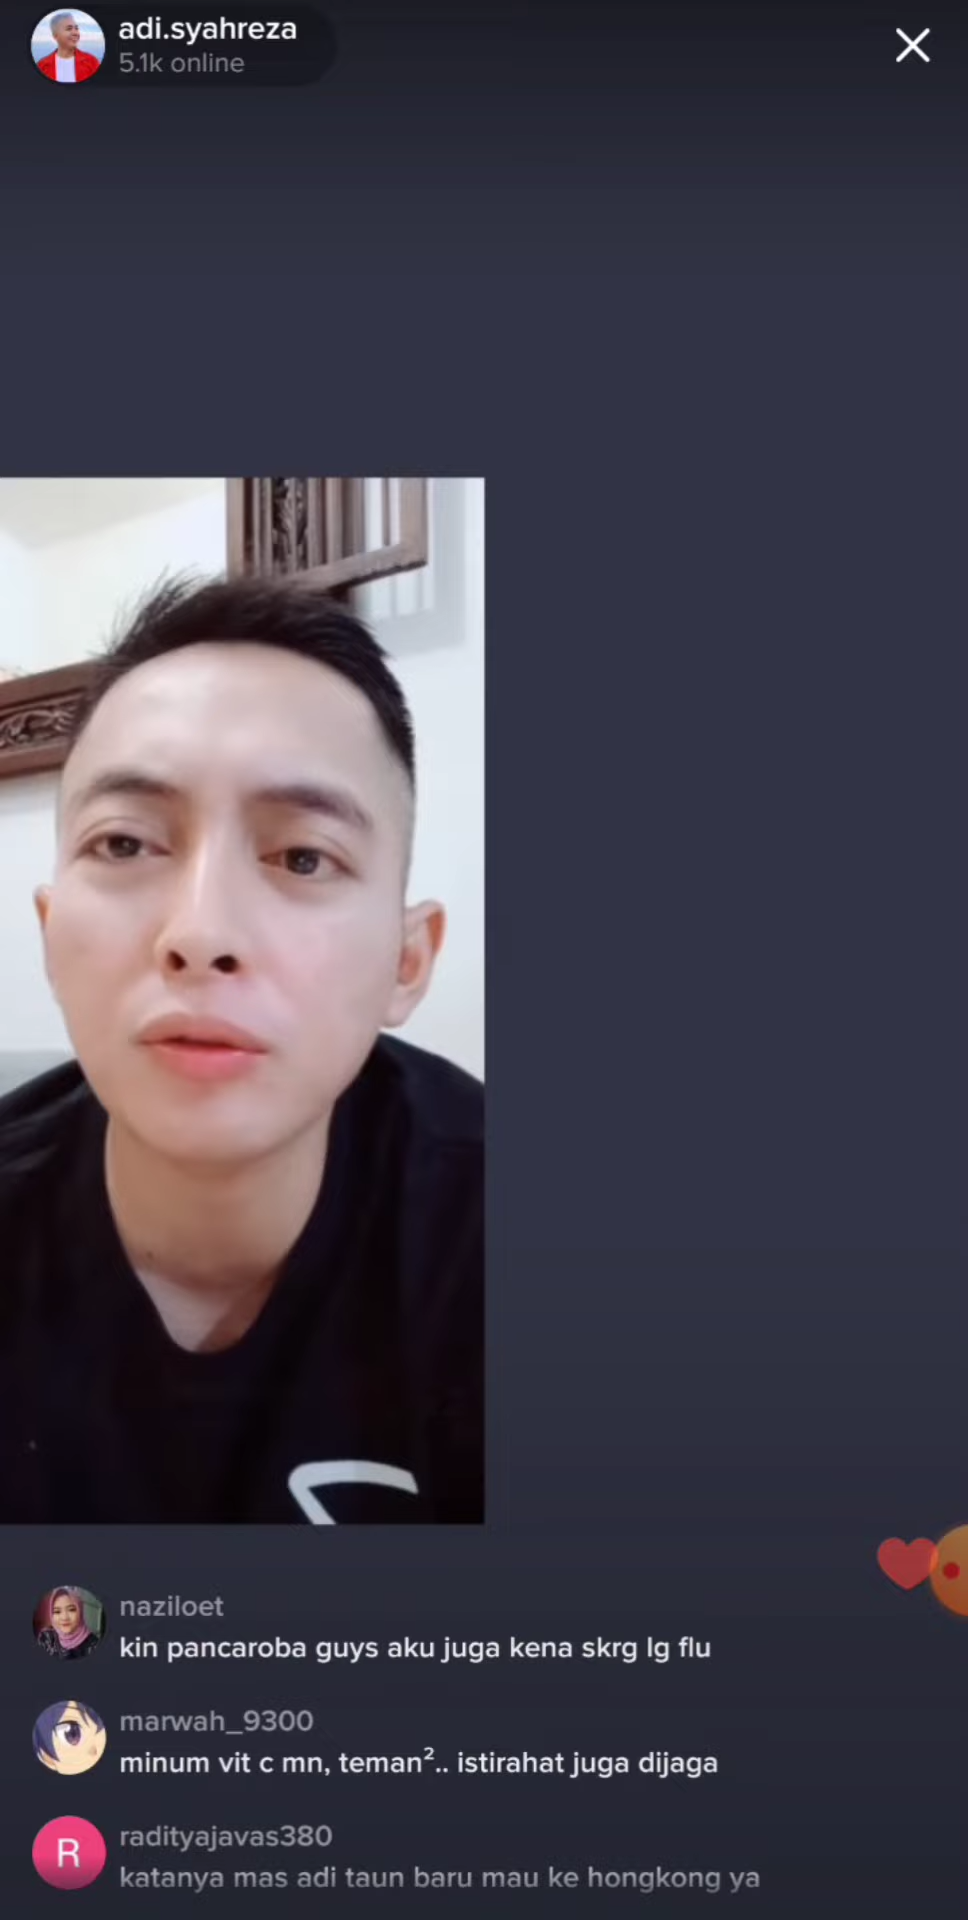 adi.syahreza
5.1k online
naziloet
kin pancaroba guys aku juga kena skrg lg flu
marwah_9300
minum vit c mn, teman².. istirahat juga dijaga
R
radityajavas380
katanya mas adi taun baru mau ke hongkong ya